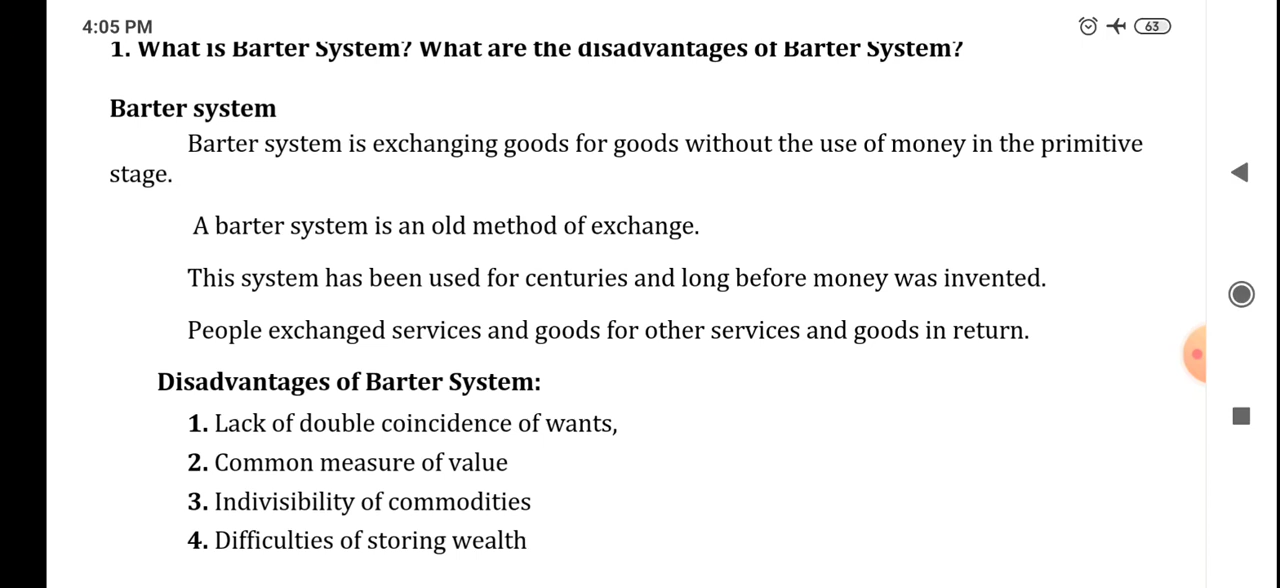 4:05 PM
63
1. What is Barter System? What are the disadvantages of Barter System?
Barter system
Barter system is exchanging goods for goods without the use of money in the primitive
stage.
A barter system is an old method of exchange.
This system has been used for centuries and long before money was invented.
People exchanged services and goods for other services and goods in return.
Disadvantages of Barter System:
1. Lack of double coincidence of wants,
2. Common measure of value
3. Indivisibility of commodities
4. Difficulties of storing wealth